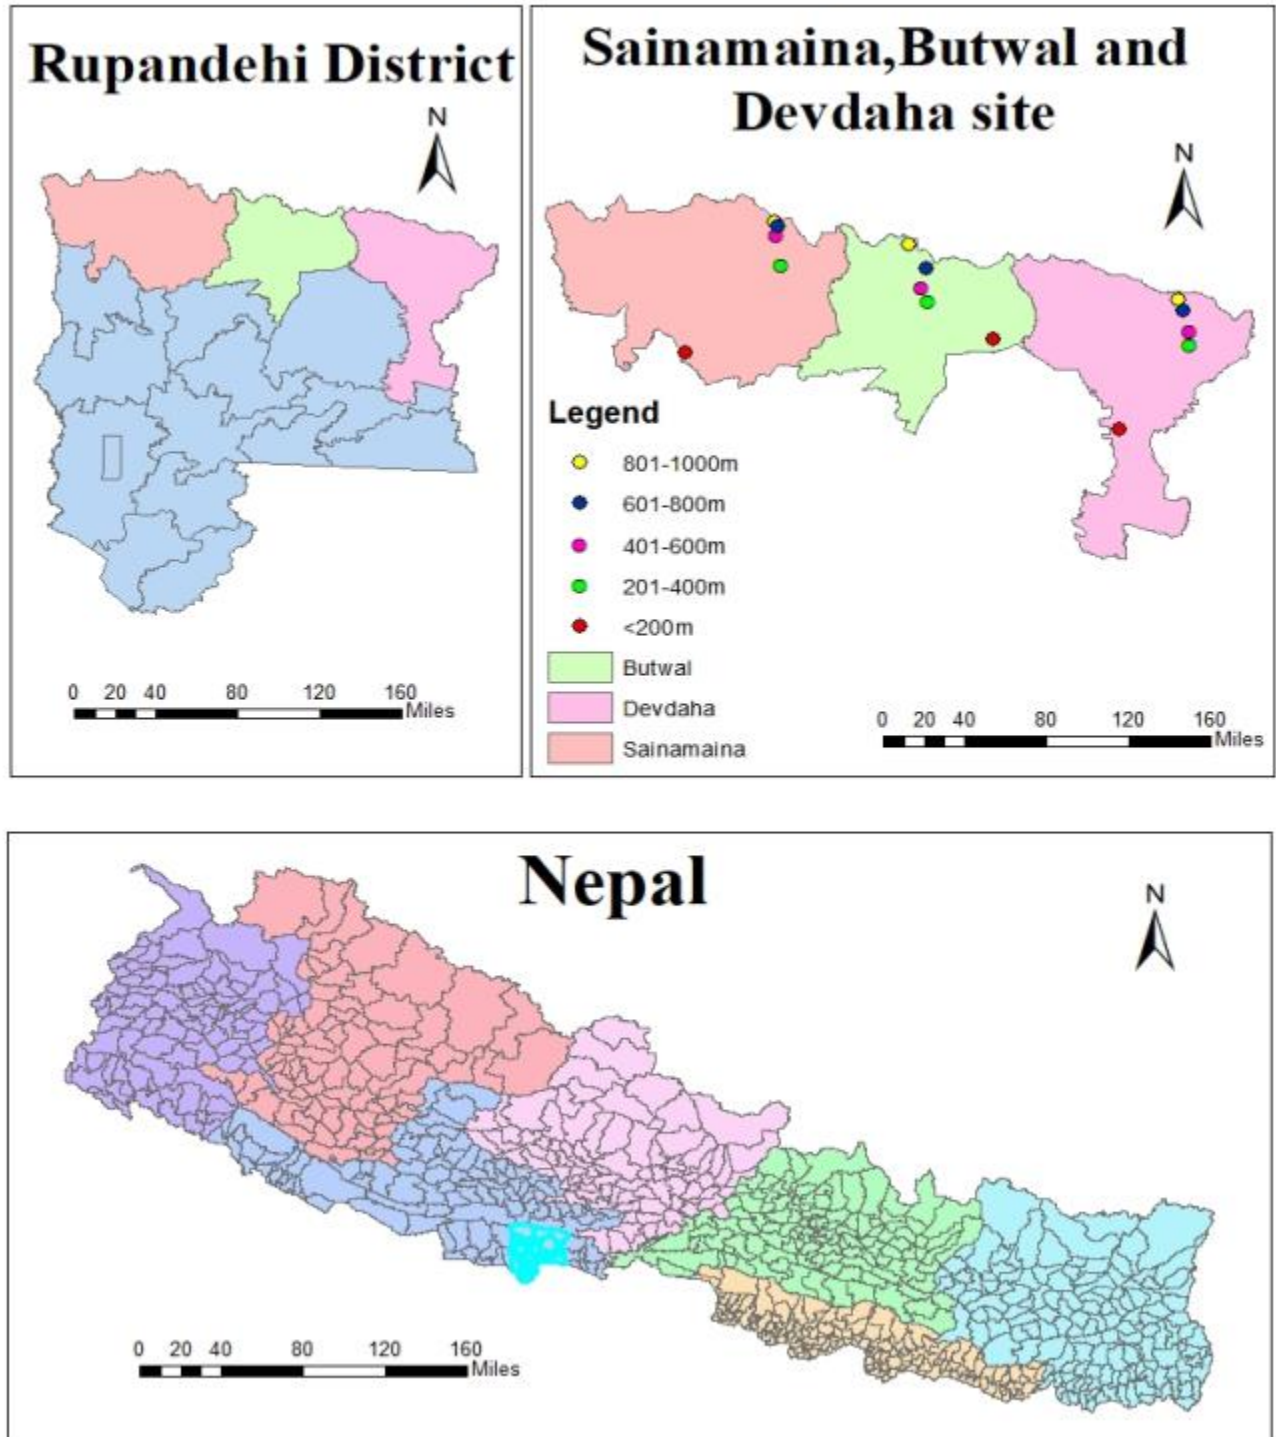 Rupandehi District
N
0 20 40 80 120 160
Miles
Sainamaina,Butwal and
Devdaha site
N
Legend
801-1000m
601-800m
401-600m
201-400m
<200m
Butwal
Devdaha
Sainamaina
0 20 40 80 120 160
Miles
Nepal
N
0 20 40 80 120 160
Miles